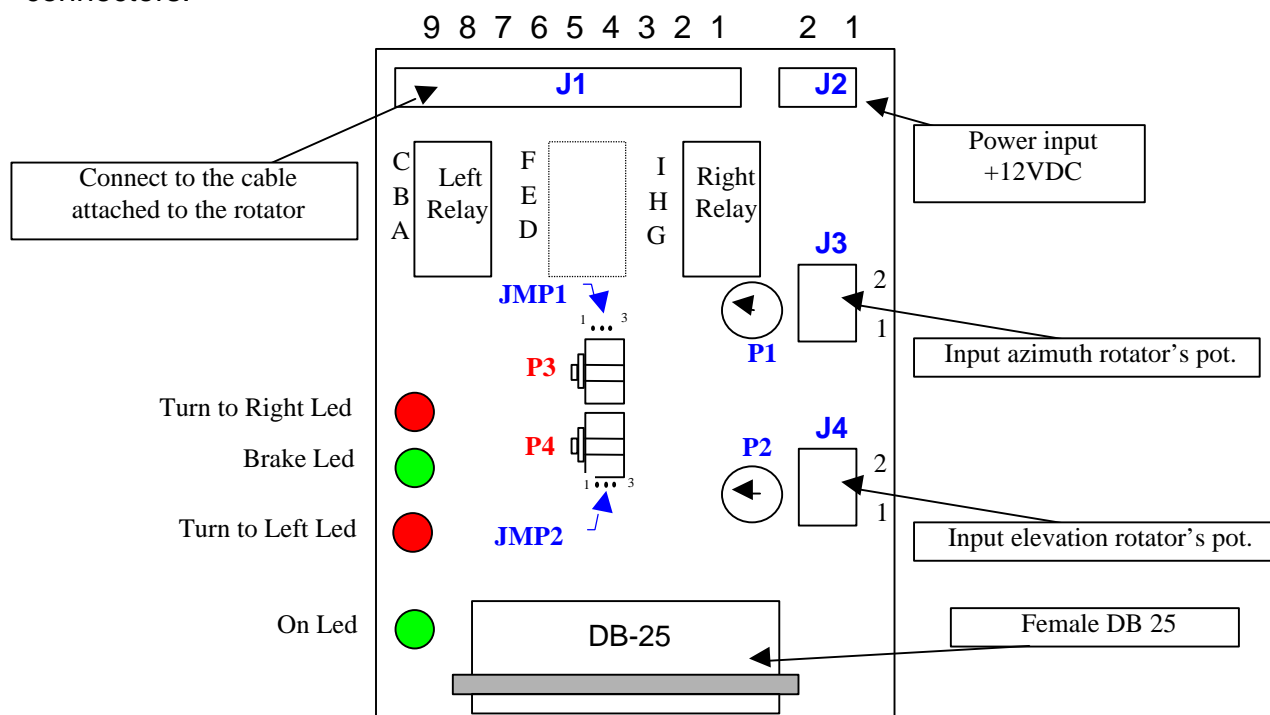 connectors.
9 8 7 6 5 4 3 2 1 2 1
J1 J2
Connect to the cable
attached to the rotator
C
B
A
Left
Relay
F
E
D
I
H
G
Right
Relay
Power input
+12VDC
J3
2
1
JMP1
1 3
P1
Input azimuth rotator's pot.
P3
Turn to Right Led
P4
Brake Led
P2
J4
2
1
1 3
JMP2
Turn to Left Led
Input elevation rotator's pot.
On Led
DB-25
Female DB 25